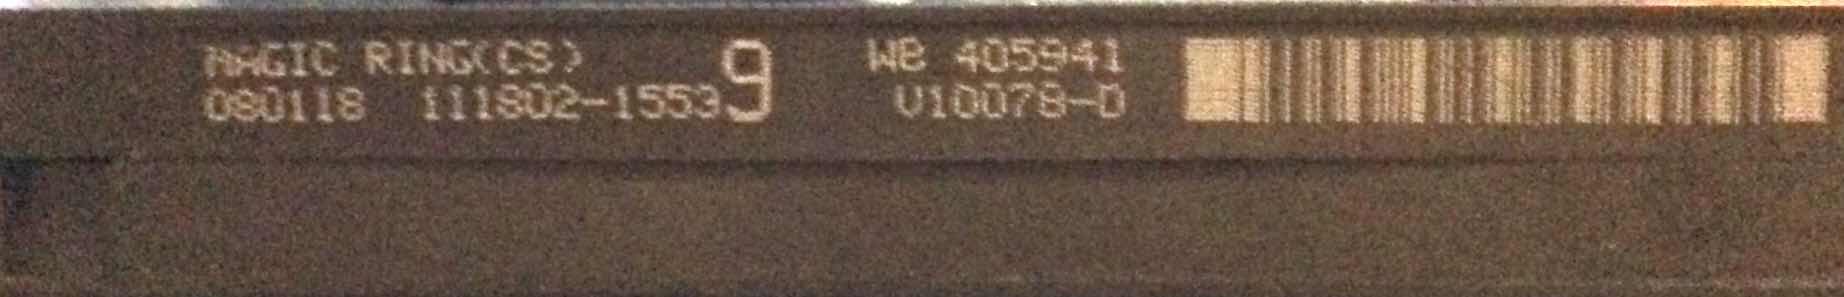 MAGIC RING(CS)
080118 111802-1553 9
WB 405941
V10078-D